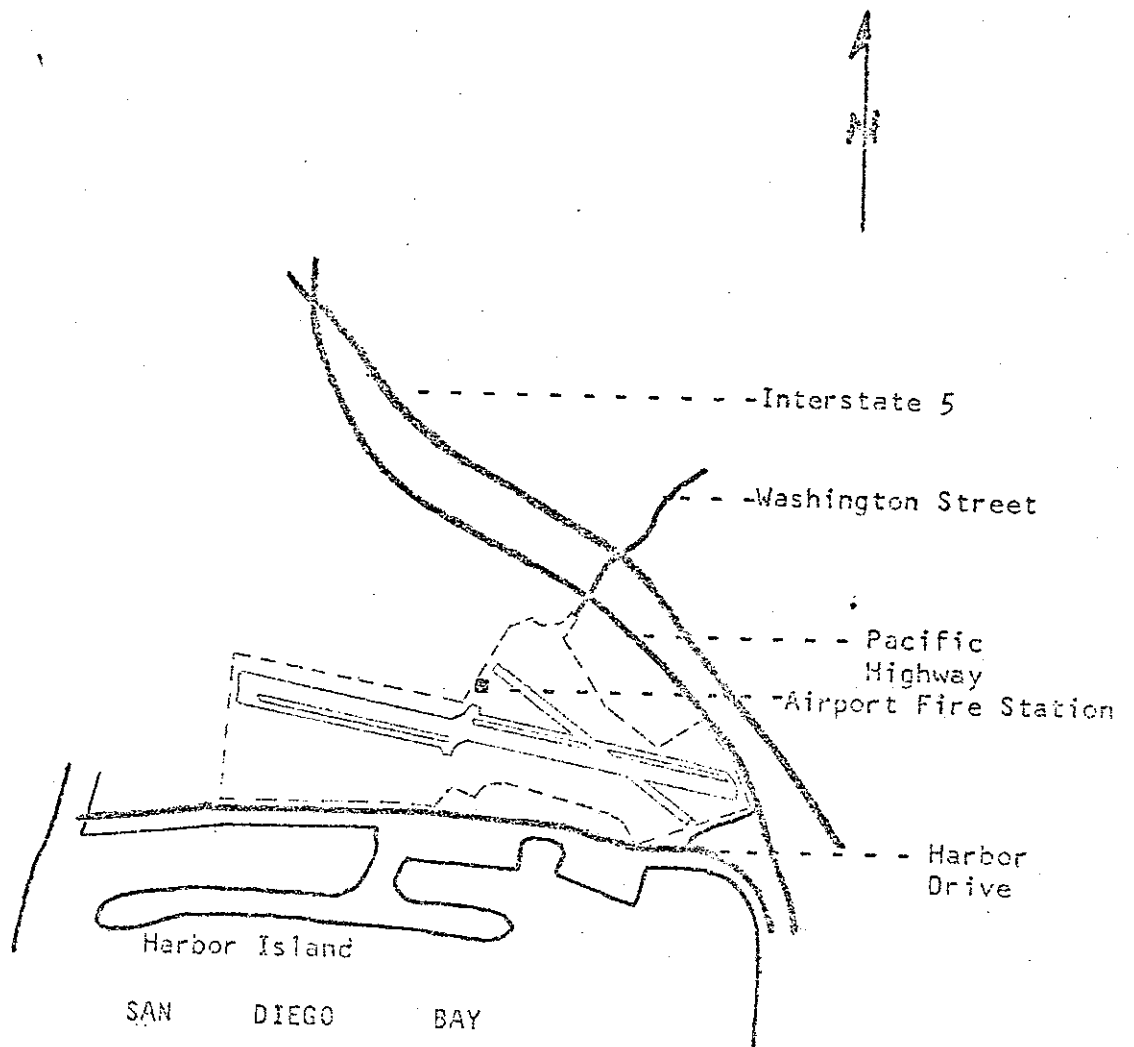 N
Interstate 5
Washington Street
Pacific
Highway
Airport Fire Station
Harbor
Drive
Harbor Island
SAN DIEGO BAY